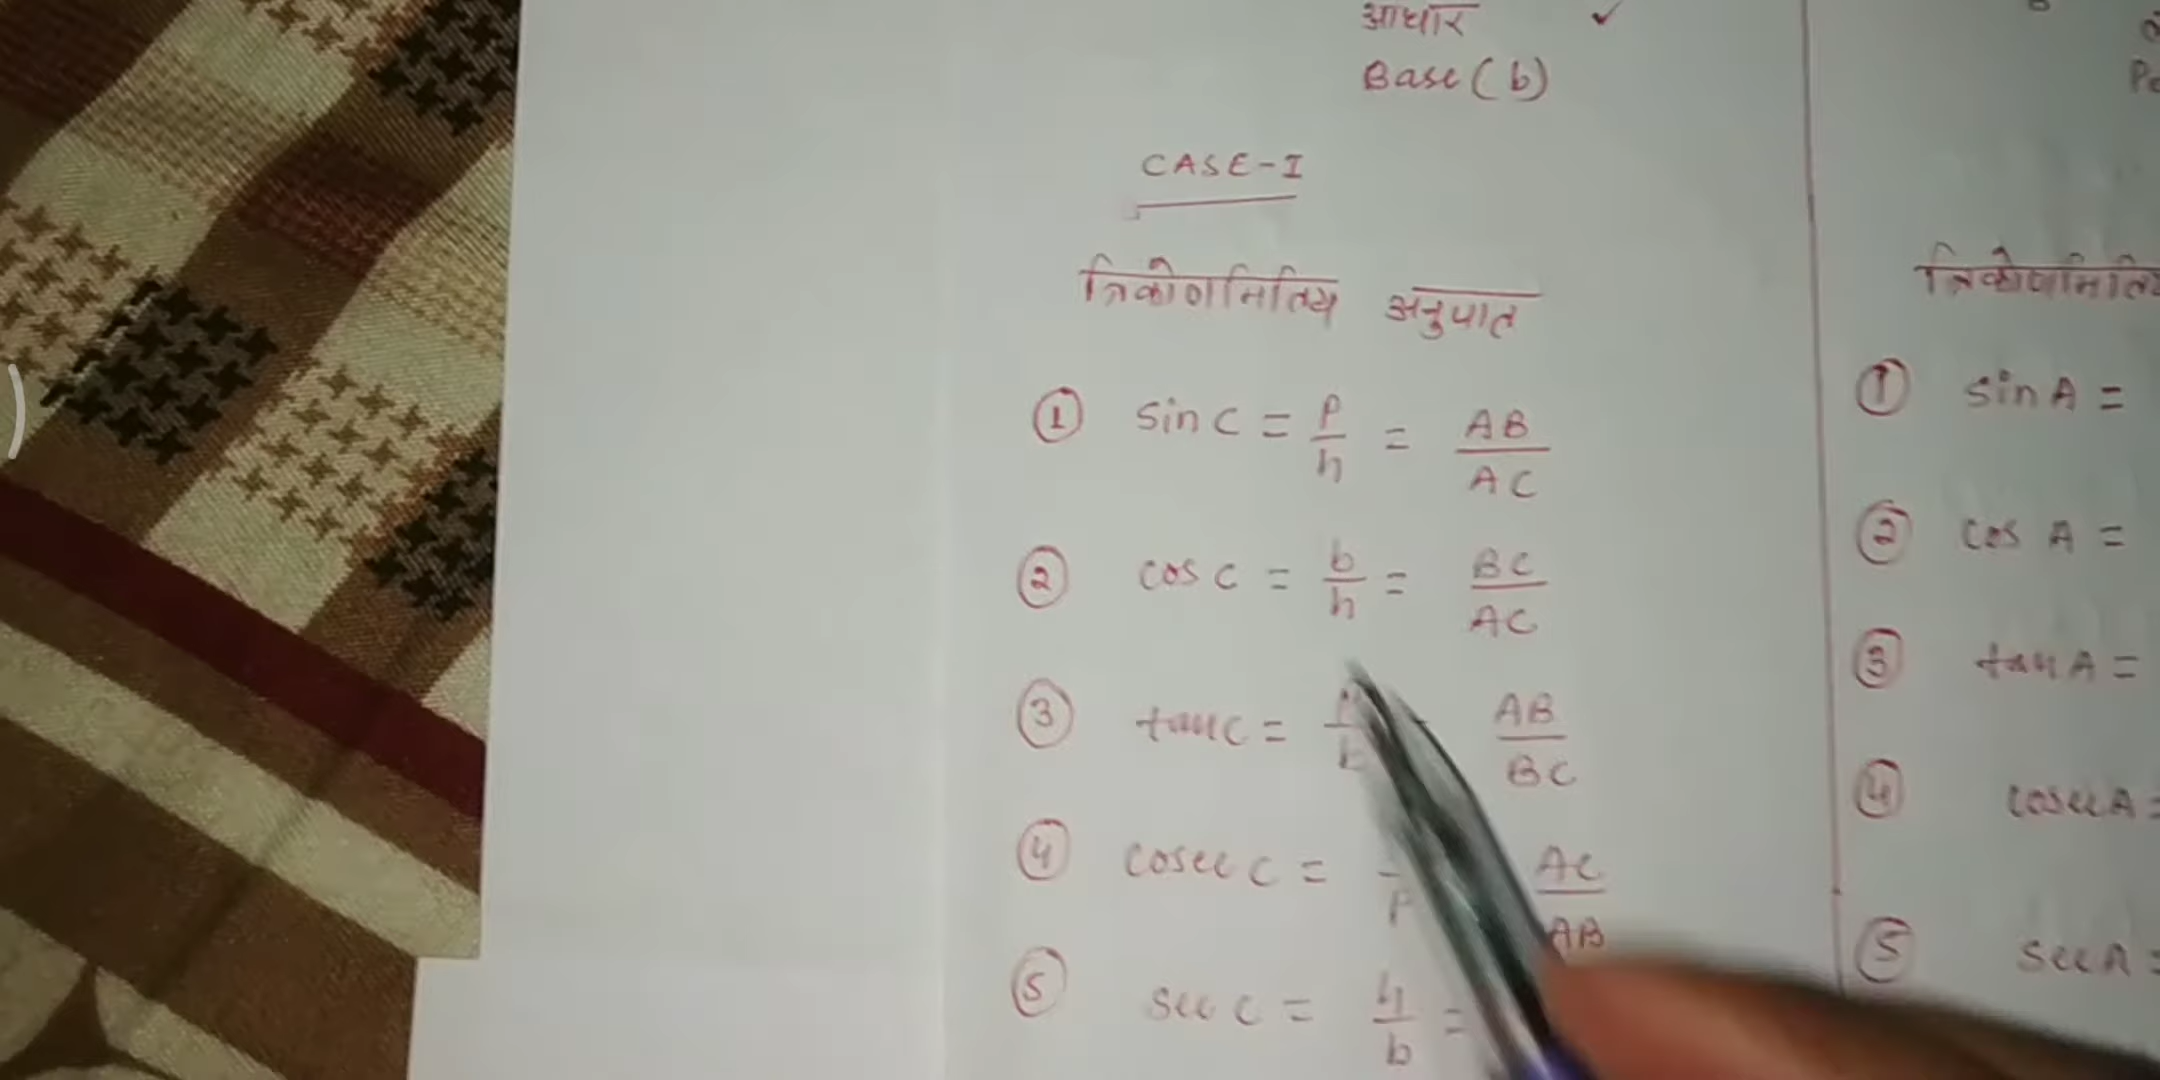 आधार ✓
Base (b)
CASE-I
त्रिकोणमितिय अनुपात
① sin C = P/h = AB/AC
② cos C = b/h = BC/AC
③ tan C = AB/BC
④ cosec C = AC/AB
⑤ sec C = h/b =
त्रिकोणमितिय
① sin A =
② cos A =
③ tan A =
④ cosec A =
⑤ sec A =